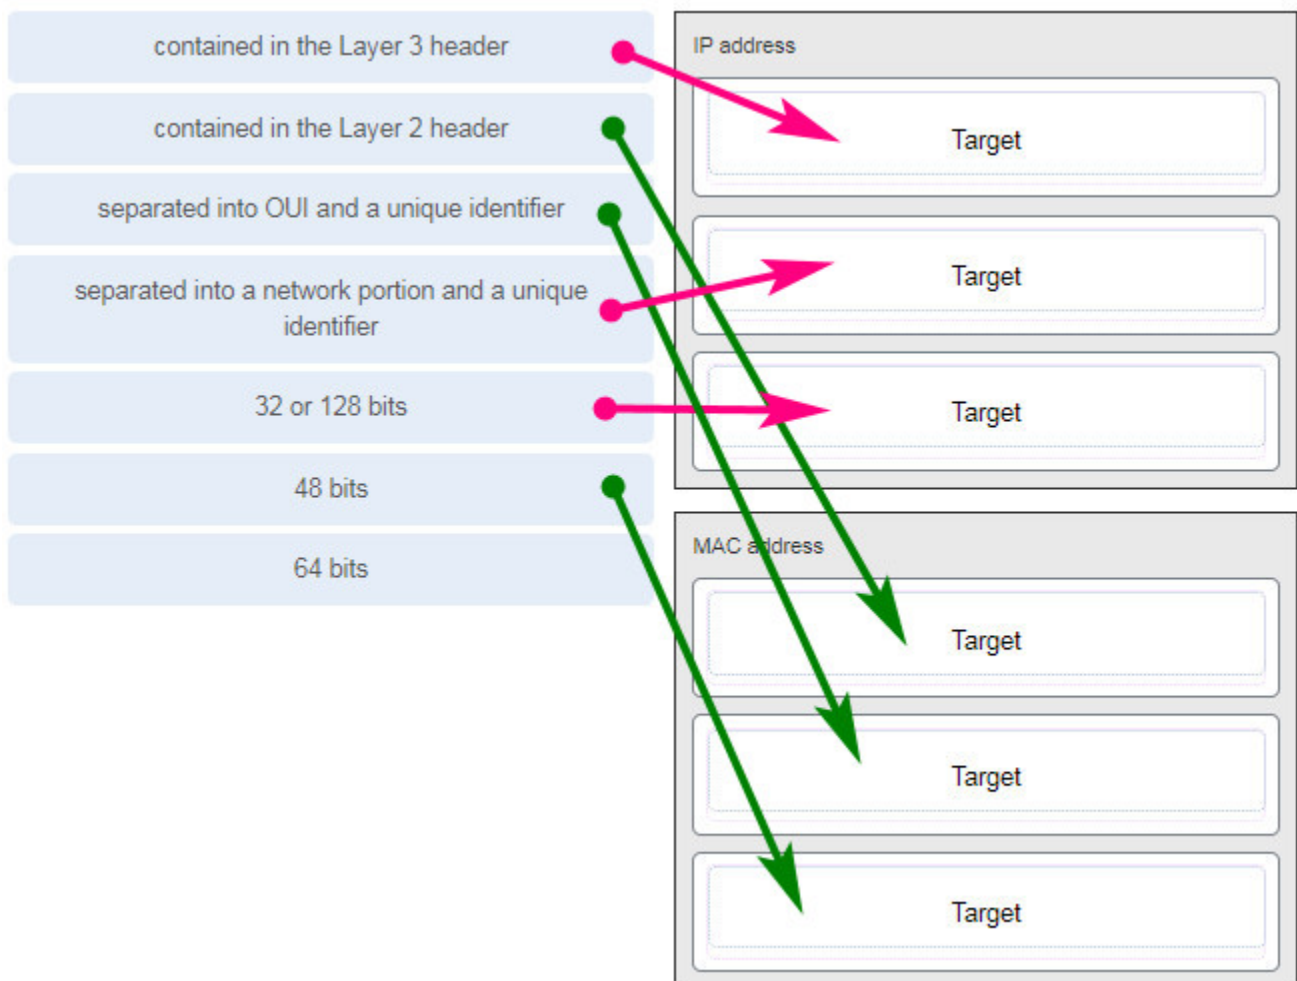 contained in the Layer 3 header
contained in the Layer 2 header
separated into OUI and a unique identifier
separated into a network portion and a unique
identifier
32 or 128 bits
48 bits
64 bits
IP address
Target
Target
Target
MAC address
Target
Target
Target